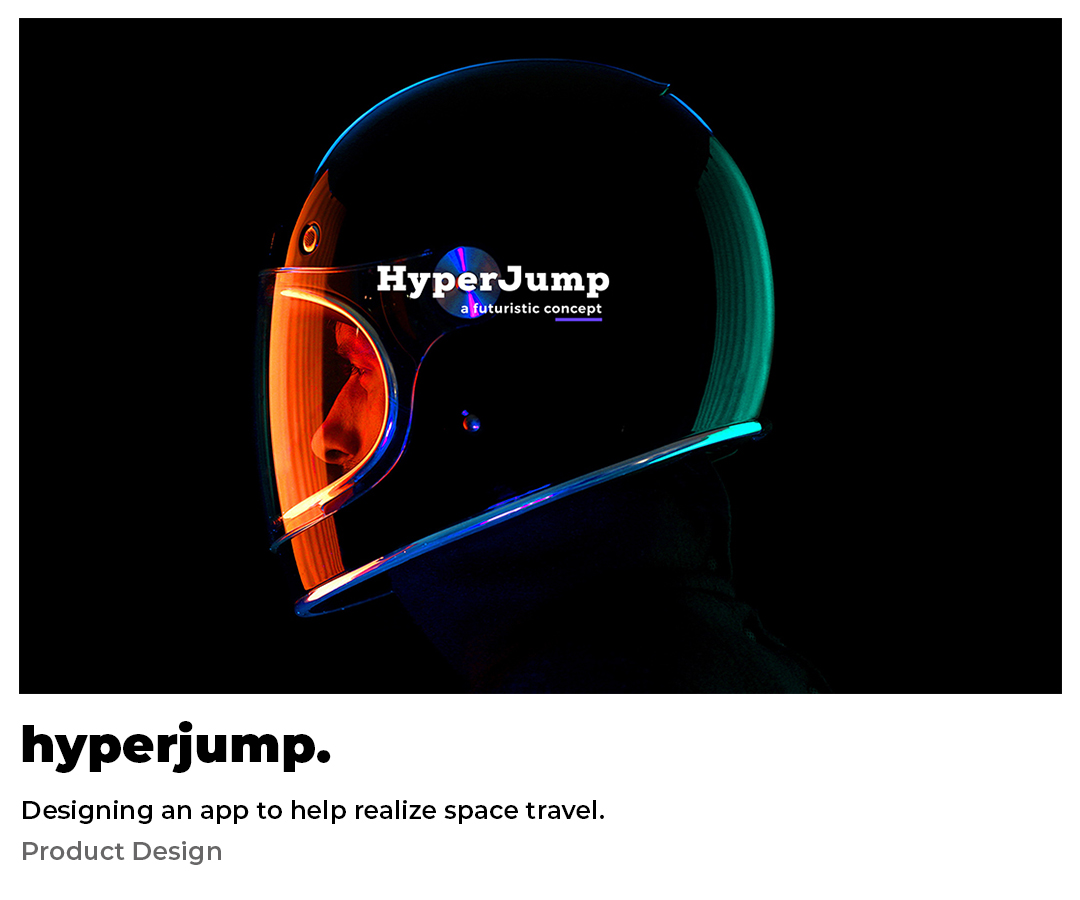 HyperJump
a futuristic concept
hyperjump.
Designing an app to help realize space travel.
Product Design